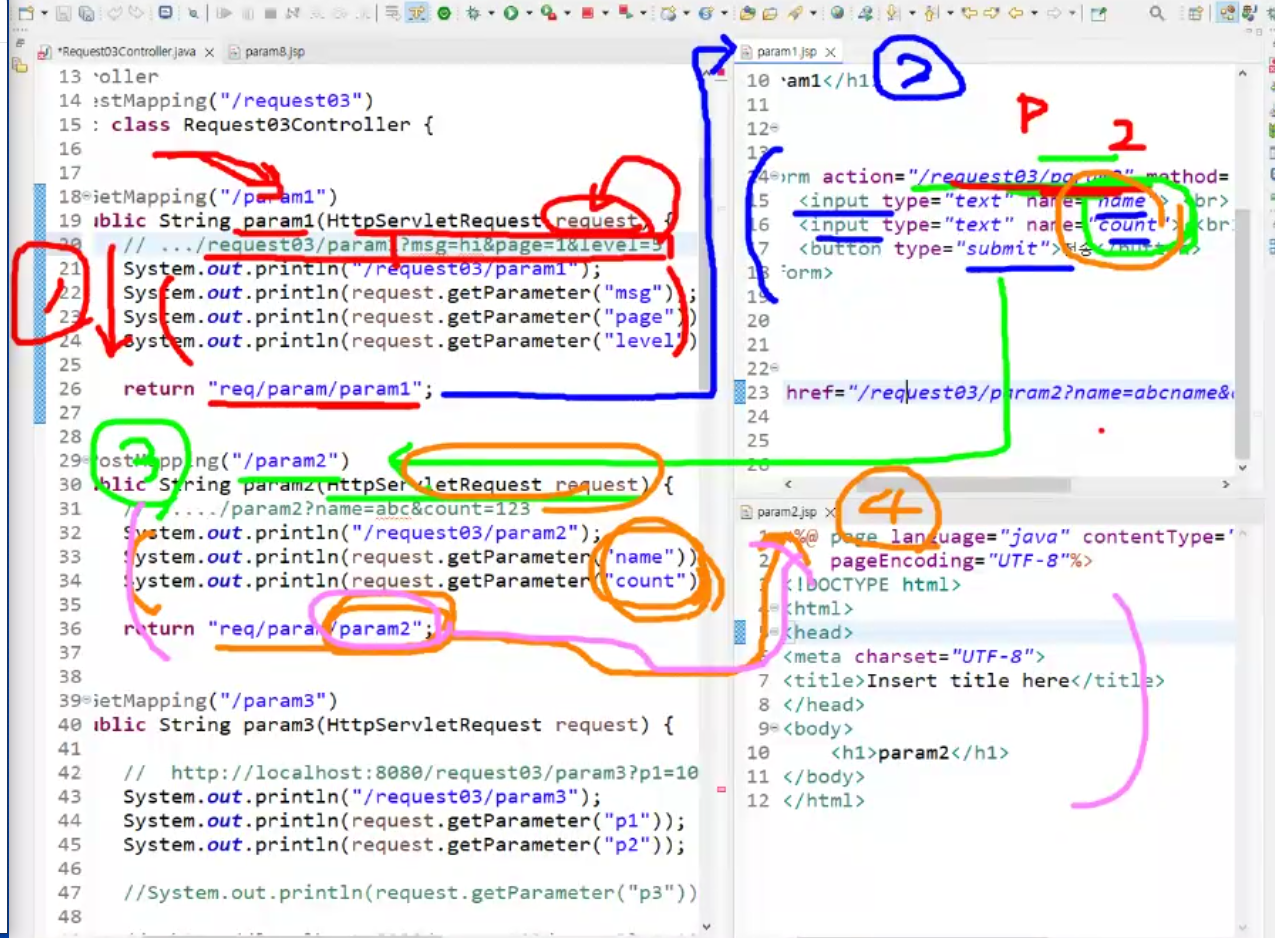 *Request03Controller.java
param8.jsp
13 oller
14 estMapping("/request03")
15 : class Request03Controller {
16
17
18 GetMapping("/param1")
19 ublic String param1(HttpServletRequest request) {
20 // .../request03/param1?msg=hi&page=1&level=5
21 System.out.println("/request03/param1");
22 System.out.println(request.getParameter("msg"));
23 System.out.println(request.getParameter("page"))
24 System.out.println(request.getParameter("level")
25
26 return "req/param/param1";
27
28
29 PostMapping("/param2")
30 ublic String param2(HttpServletRequest request) {
31 // ..../param2?name=abc&count=123
32 System.out.println("/request03/param2");
33 System.out.println(request.getParameter("name"))
34 System.out.println(request.getParameter("count")
35
36 return "req/param/param2";
37
38
39 GetMapping("/param3")
40 ublic String param3(HttpServletRequest request) {
41
42 // http://localhost:8080/request03/param3?p1=10
43 System.out.println("/request03/param3");
44 System.out.println(request.getParameter("p1"));
45 System.out.println(request.getParameter("p2"));
46
47 //System.out.println(request.getParameter("p3"))
48
1
3
param1.jsp
2
10 am1</h1>
11
12
P
2
13
14 orm action="/request03/param2" method=
15 <input type="text" name="name"> <br>
16 <input type="text" name="count"> <br
17 <button type="submit"></button>
18 form>
19
20
21
22
23 href="/request03/param2?name=abcname&
24
25
26
param2.jsp
4
1 <%@ page language="java" contentType="
2 pageEncoding="UTF-8"%>
3 <!DOCTYPE html>
4 <html>
5 <head>
6 <meta charset="UTF-8">
7 <title>Insert title here</title>
8 </head>
9 <body>
10 <h1>param2</h1>
11 </body>
12 </html>